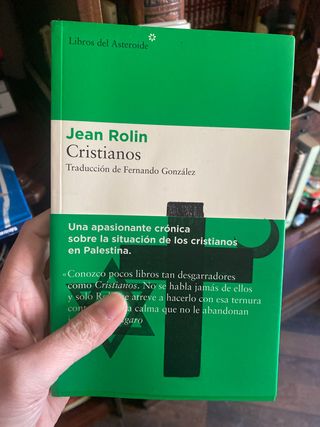 Libros del Asteroide
Jean Rolin
Cristianos
Traducción de Fernando González
Una apasionante crónica
sobre la situación de los cristianos
en Palestina.
«Conozco pocos libros tan desgarradores
como Cristianos. No se habla jamás de ellos
y solo R se atreve a hacerlo con esa ternura
cont calma que no le abandonan
garo